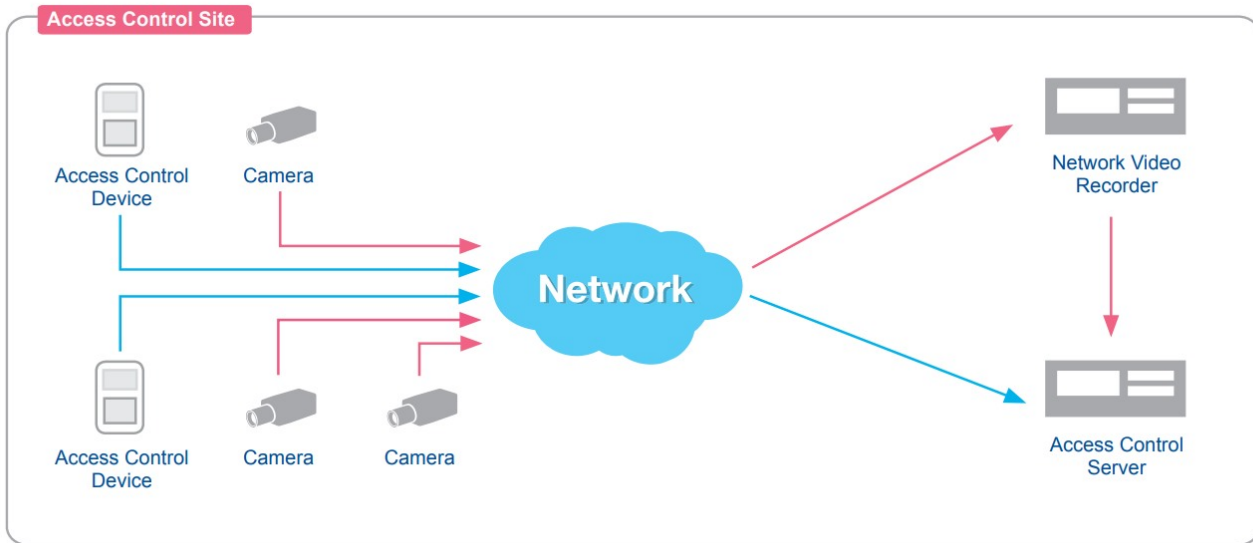 Access Control Site
Access Control
Device
Camera
Network Video
Recorder
Network
Access Control
Device
Camera
Camera
Access Control
Server